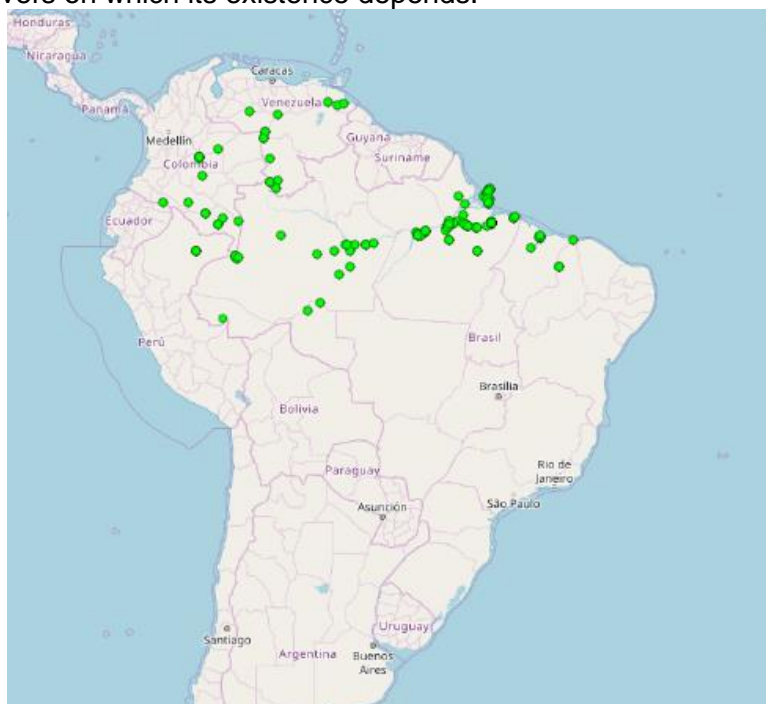 vers on which its existence depends.
Honduras
Nicaragua
Caracas
Panamá
Venezuela
Medellín
Guyana
Colombia
Suriname
Ecuador
Perú
Brasil
Brasília
Bolivia
Rio de
Janeiro
Paraguay
São Paulo
Asunción
Uruguay
Santiago
Argentina
Buenos
Aires